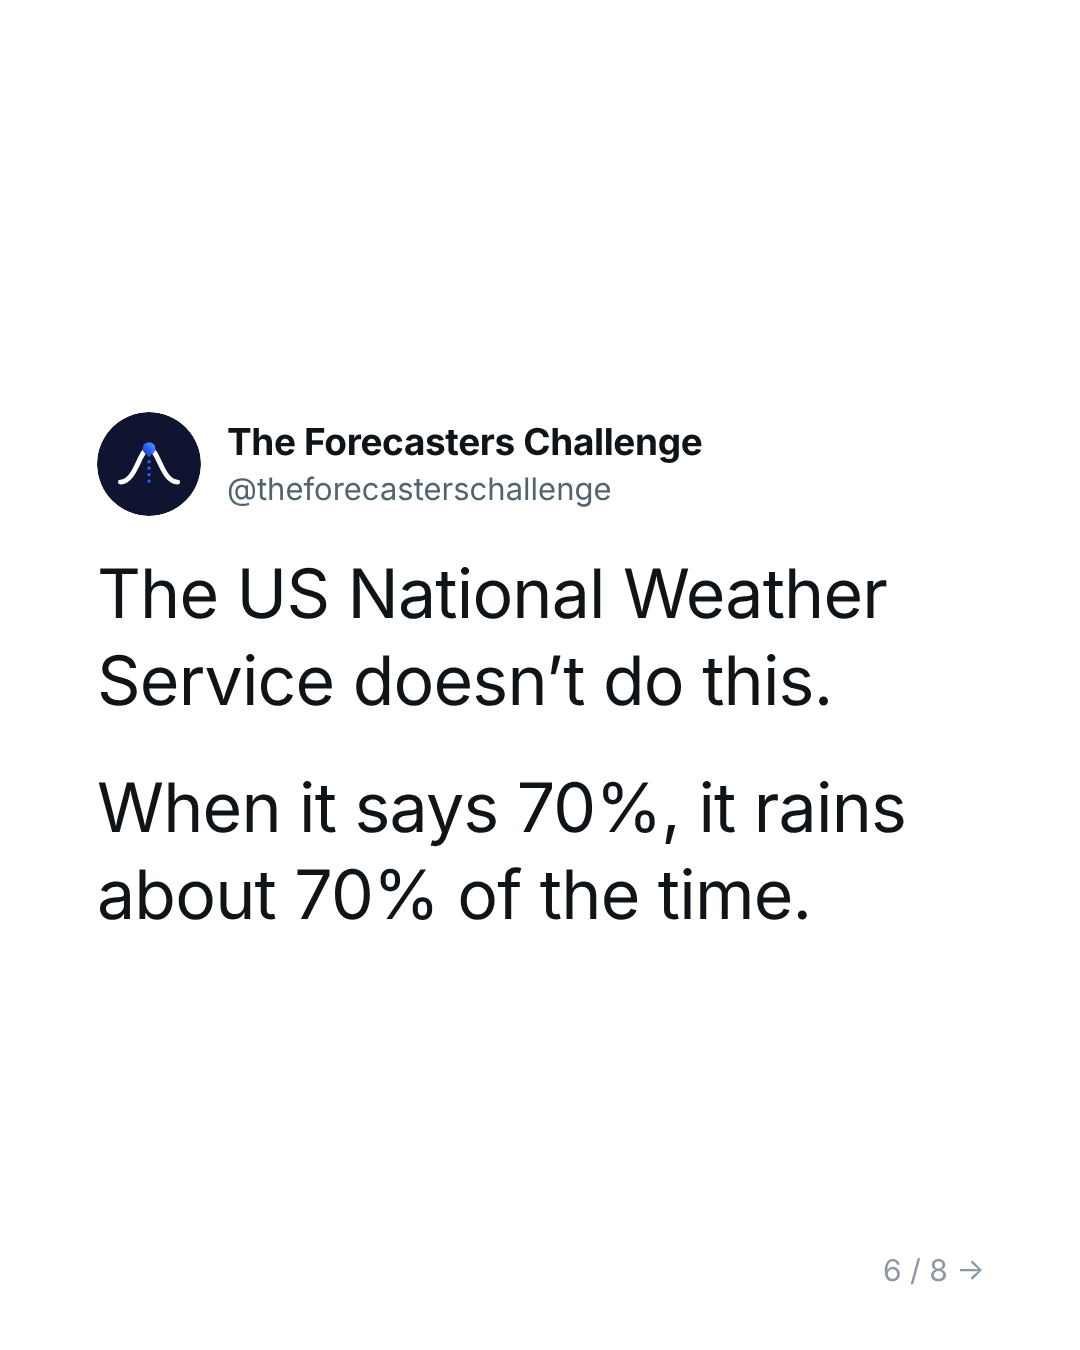 The Forecasters Challenge
@theforecasterschallenge
The US National Weather
Service doesn’t do this.
When it says 70%, it rains
about 70% of the time.
6 / 8 →